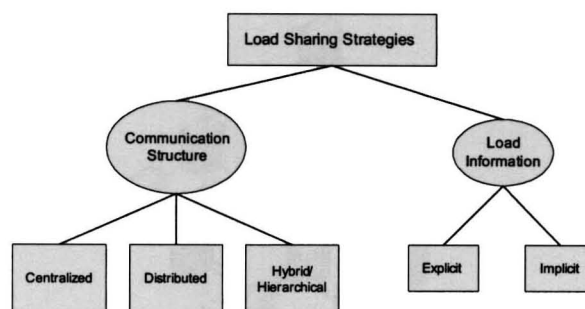 Load Sharing Strategies
Communication
Structure
Load
Information
Centralized
Distributed
Hybrid/
Hierarchical
Explicit
Implicit